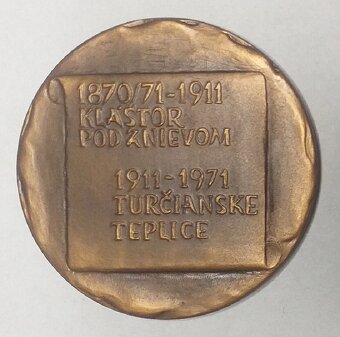 1870/71-1911
KLÁŠTOR
POD ZNIEVOM
1911-1971
TURČIANSKE
TEPLICE